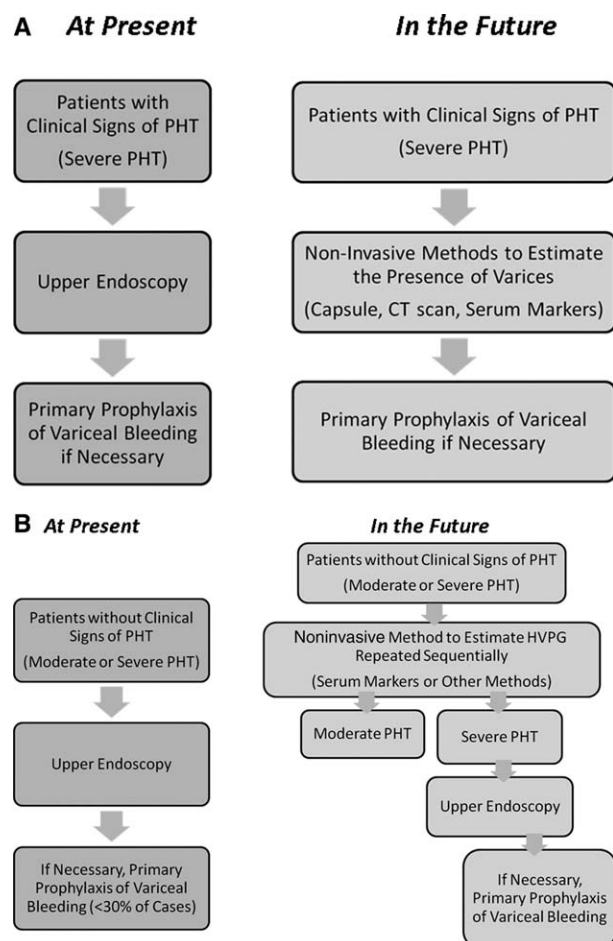 A At Present
Patients with
Clinical Signs of PHT
(Severe PHT)
Upper Endoscopy
Primary Prophylaxis
of Variceal Bleeding
if Necessary
In the Future
Patients with Clinical Signs of PHT
(Severe PHT)
Non-Invasive Methods to Estimate
the Presence of Varices
(Capsule, CT scan, Serum Markers)
Primary Prophylaxis of Variceal
Bleeding if Necessary
B At Present
Patients without Clinical
Signs of PHT
(Moderate or Severe PHT)
Upper Endoscopy
If Necessary, Primary
Prophylaxis of Variceal
Bleeding (<30% of Cases)
In the Future
Patients without Clinical Signs of PHT
(Moderate or Severe PHT)
Noninvasive Method to Estimate HVPG
Repeated Sequentially
(Serum Markers or Other Methods)
Moderate PHT
Severe PHT
Upper Endoscopy
If Necessary,
Primary Prophylaxis
of Variceal Bleeding